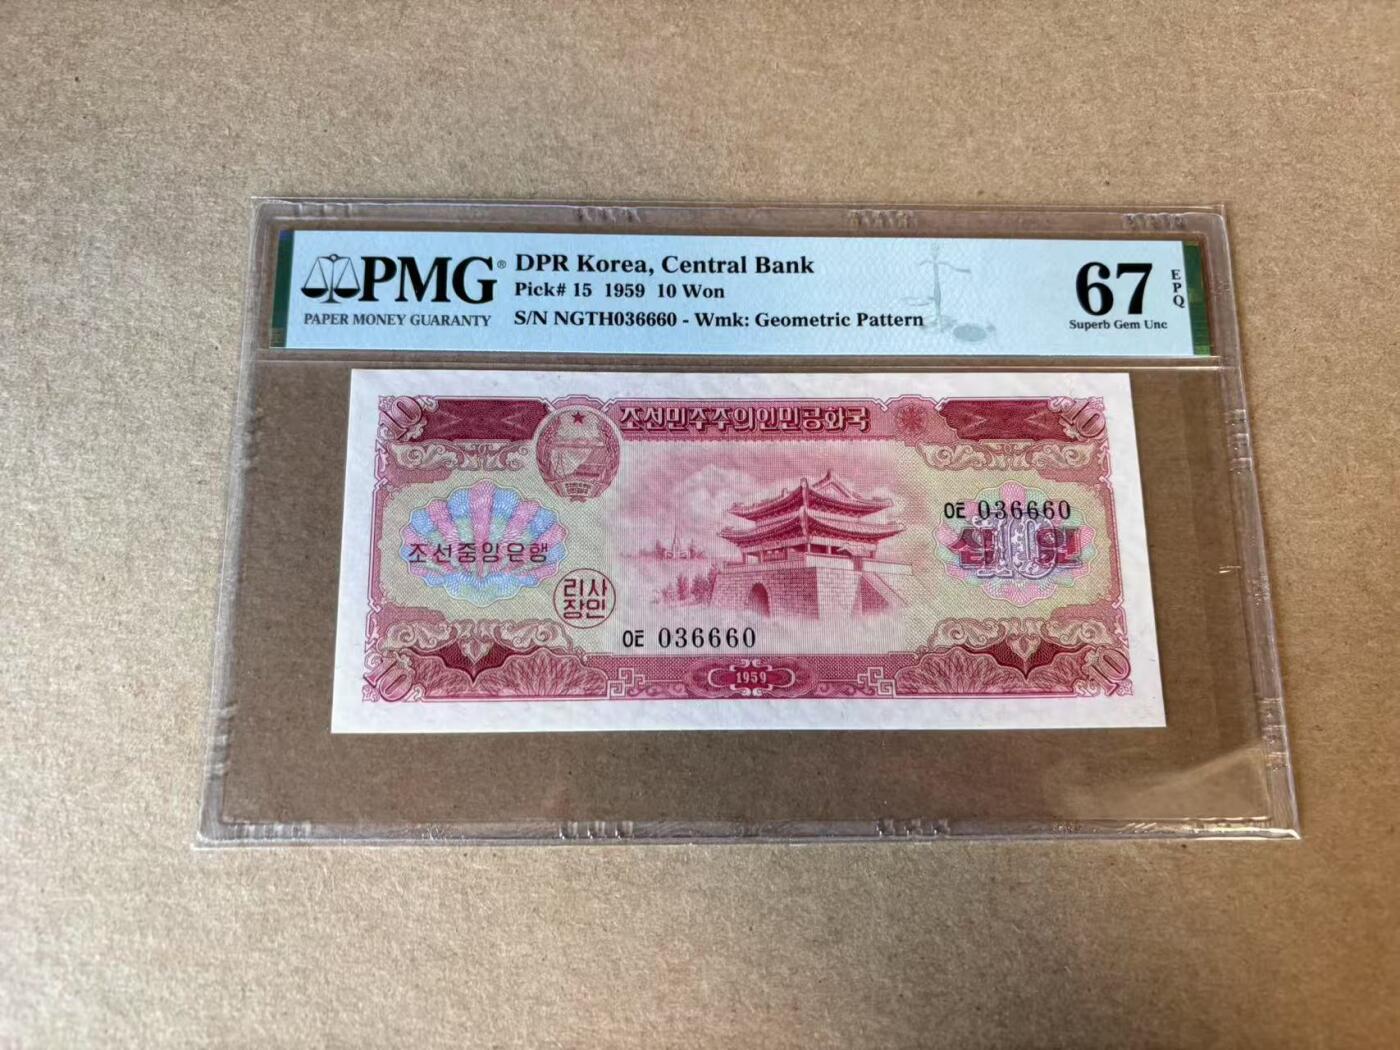 PMG®
PAPER MONEY GUARANTY
DPR Korea, Central Bank
Pick# 15 1959 10 Won
S/N NGTH036660 - Wmk: Geometric Pattern
67
EPQ
Superb Gem Unc
10
조선민주주의인민공화국
10
조선중앙은행
리사
장인
ㅇㅌ 036660
십 10 원
ㅇㅌ 036660
10
1959
10